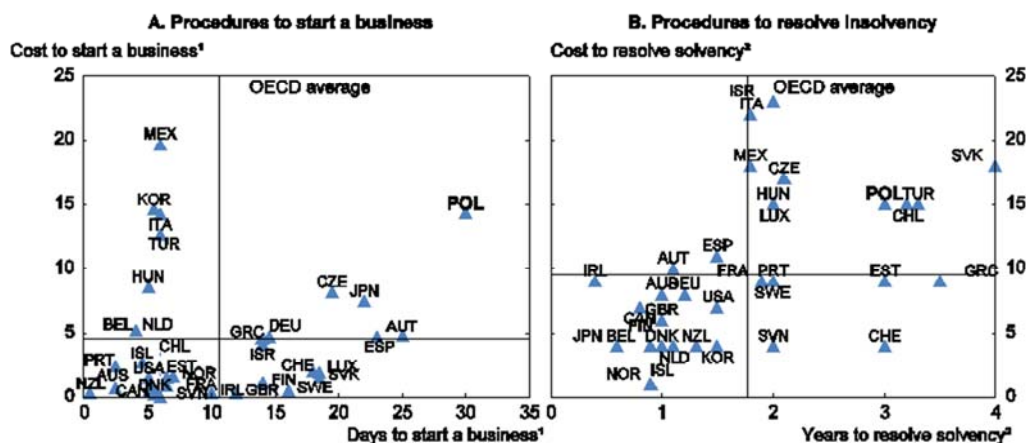 A. Procedures to start a business
Cost to start a business¹
25
20
15
10
5
0
OECD average
MEX
KOR
ITA
TUR
POL
HUN
CZE
JPN
BEL NLD
GRC DEU
AUT
ISR
ESP
PRT ISL CHL
AUS USA EST NOR
CHE LUX
SVK
NZL CAN DNK SVN FRA IRL GBR FIN SWE
0 5 10 15 20 25 30 35
Days to start a business¹
B. Procedures to resolve insolvency
Cost to resolve solvency²
25
20
15
10
5
0
OECD average
ISR
ITA
MEX
CZE
SVK
HUN
LUX
POL TUR
CHL
ESP
AUT
IRL
FRA PRT
EST
GRC
AUS DEU
SWE
USA
CAN GBR
FIN
JPN BEL DNK NZL
SVN
CHE
NLD
KOR
NOR ISL
0 1 2 3 4
Years to resolve solvency²